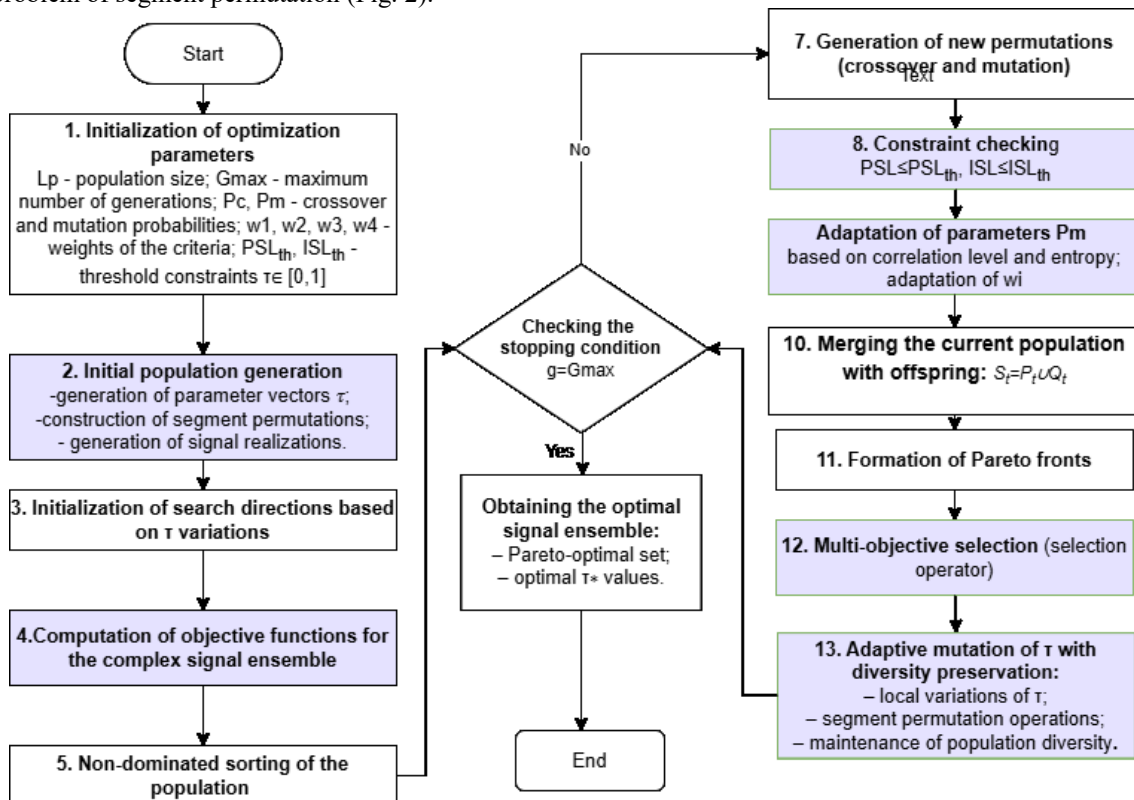 problem of segment permutation (Fig. 2).
Start
1. Initialization of optimization
parameters
Lp - population size; Gmax - maximum
number of generations; Pc, Pm - crossover
and mutation probabilities; w1, w2, w3, w4 -
weights of the criteria; PSLth, ISLth -
threshold constraints τ∈ [0,1]
2. Initial population generation
-generation of parameter vectors τ;
-construction of segment permutations;
- generation of signal realizations.
3. Initialization of search directions based
on τ variations
4.Computation of objective functions for
the complex signal ensemble
5. Non-dominated sorting of the
population
No
Checking the
stopping condition
g=Gmax
Yes
Obtaining the optimal
signal ensemble:
– Pareto-optimal set;
– optimal τ* values.
End
7. Generation of new permutations
(crossover and mutation)
Text
8. Constraint checking
PSL≤PSLth, ISL≤ISLth
Adaptation of parameters Pm
based on correlation level and entropy;
adaptation of wi
10. Merging the current population
with offspring: St=Pt∪Qt
11. Formation of Pareto fronts
12. Multi-objective selection (selection
operator)
13. Adaptive mutation of τ with
diversity preservation:
– local variations of τ;
– segment permutation operations;
– maintenance of population diversity.